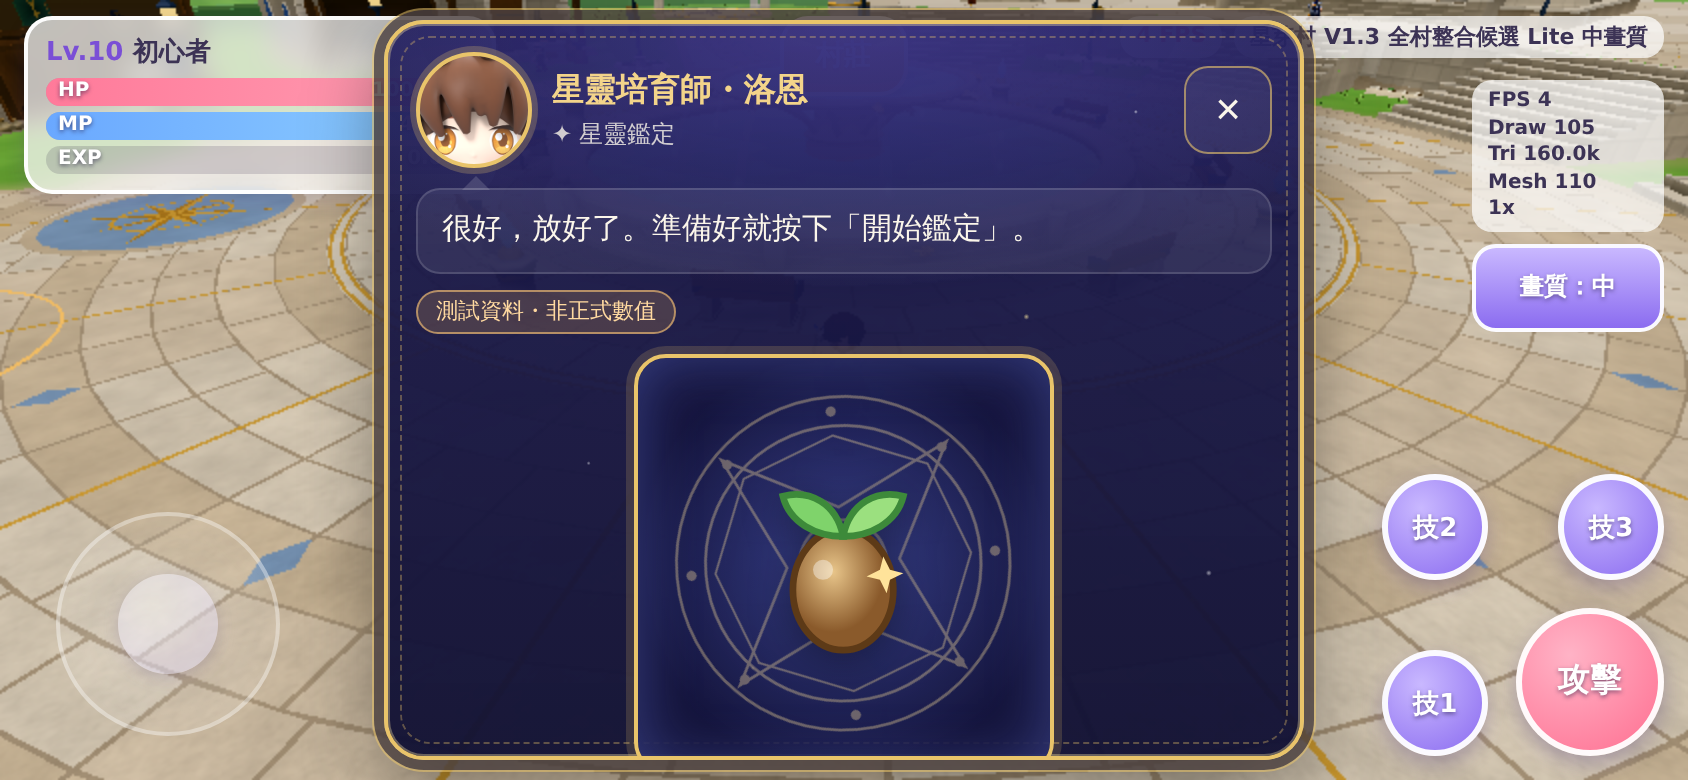 Lv.10 初心者
HP
MP
EXP
星靈培育師・洛恩
✦ 星靈鑑定
×
很好，放好了。準備好就按下「開始鑑定」。
測試資料・非正式數值
V1.3 全村整合候選 Lite 中畫質
FPS 4
Draw 105
Tri 160.0k
Mesh 110
1x
畫質：中
技2
技3
技1
攻擊